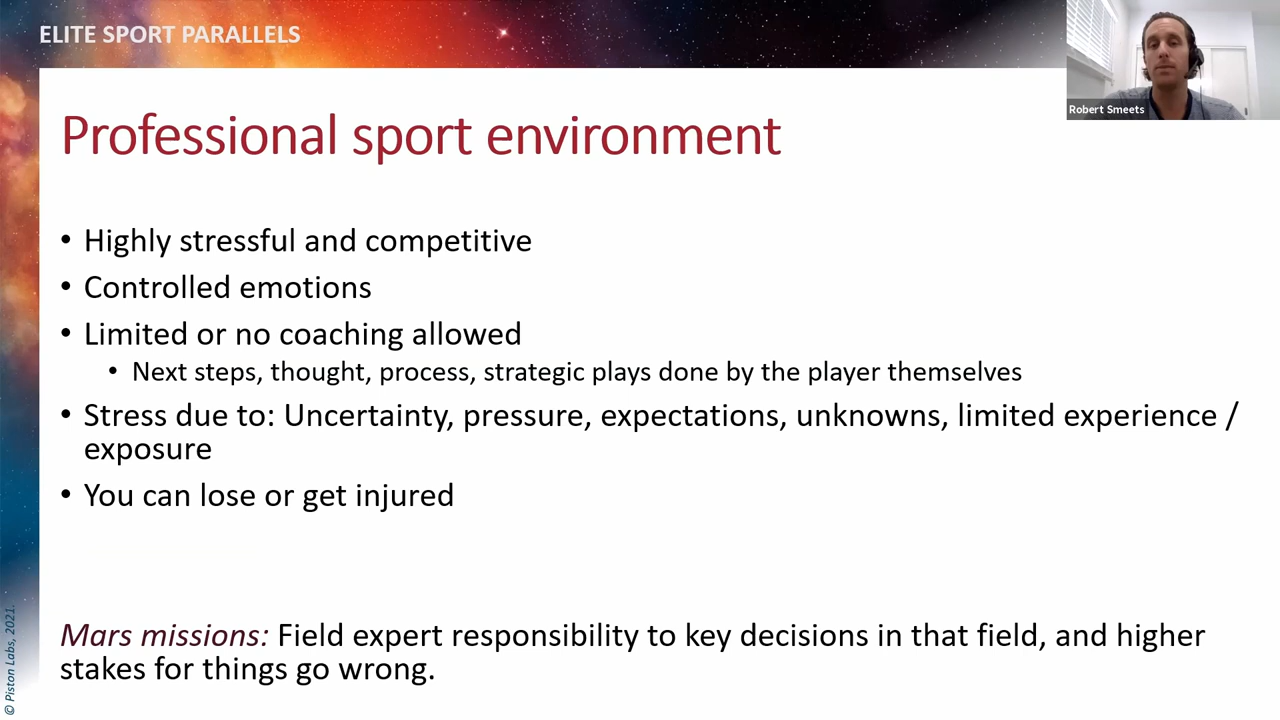 ELITE SPORT PARALLELS
Robert Smeets
Professional sport environment
• Highly stressful and competitive
• Controlled emotions
• Limited or no coaching allowed
• Next steps, thought, process, strategic plays done by the player themselves
• Stress due to: Uncertainty, pressure, expectations, unknowns, limited experience /
exposure
• You can lose or get injured
Mars missions: Field expert responsibility to key decisions in that field, and higher
stakes for things go wrong.
© Piston Labs, 2021.